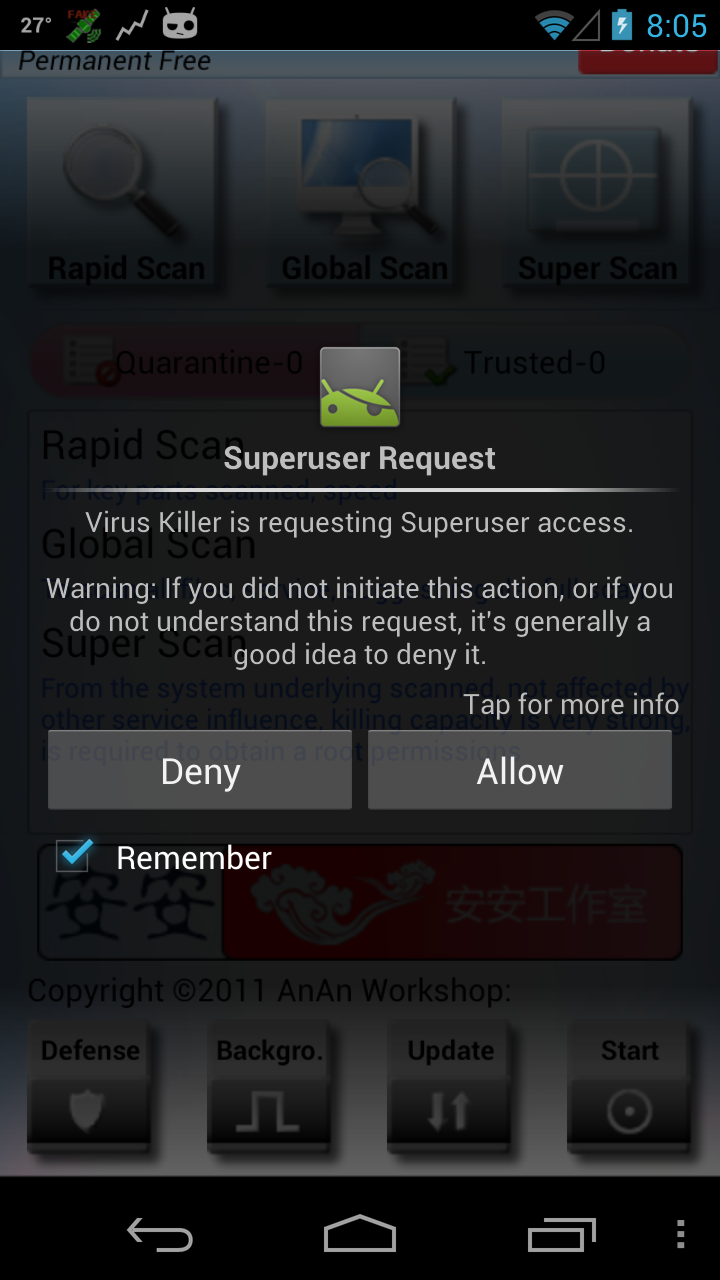 27°
FAKE
8:05
Permanent Free
Donate
Rapid Scan
Global Scan
Super Scan
Quarantine-0
Trusted-0
Rapid Scan
For key parts scanned, speed
Superuser Request
Global Scan
Virus Killer is requesting Superuser access.
Warning: If you did not initiate this action, or if you
do not understand this request, it's generally a
good idea to deny it.
Super Scan
From the system underlying scanned, not affected by
other service influence, killing capacity is very strong,
is required to obtain a root permissions
Tap for more info
Deny
Allow
Remember
安安
安安工作室
Copyright ©2011 AnAn Workshop:
Defense
Backgro.
Update
Start